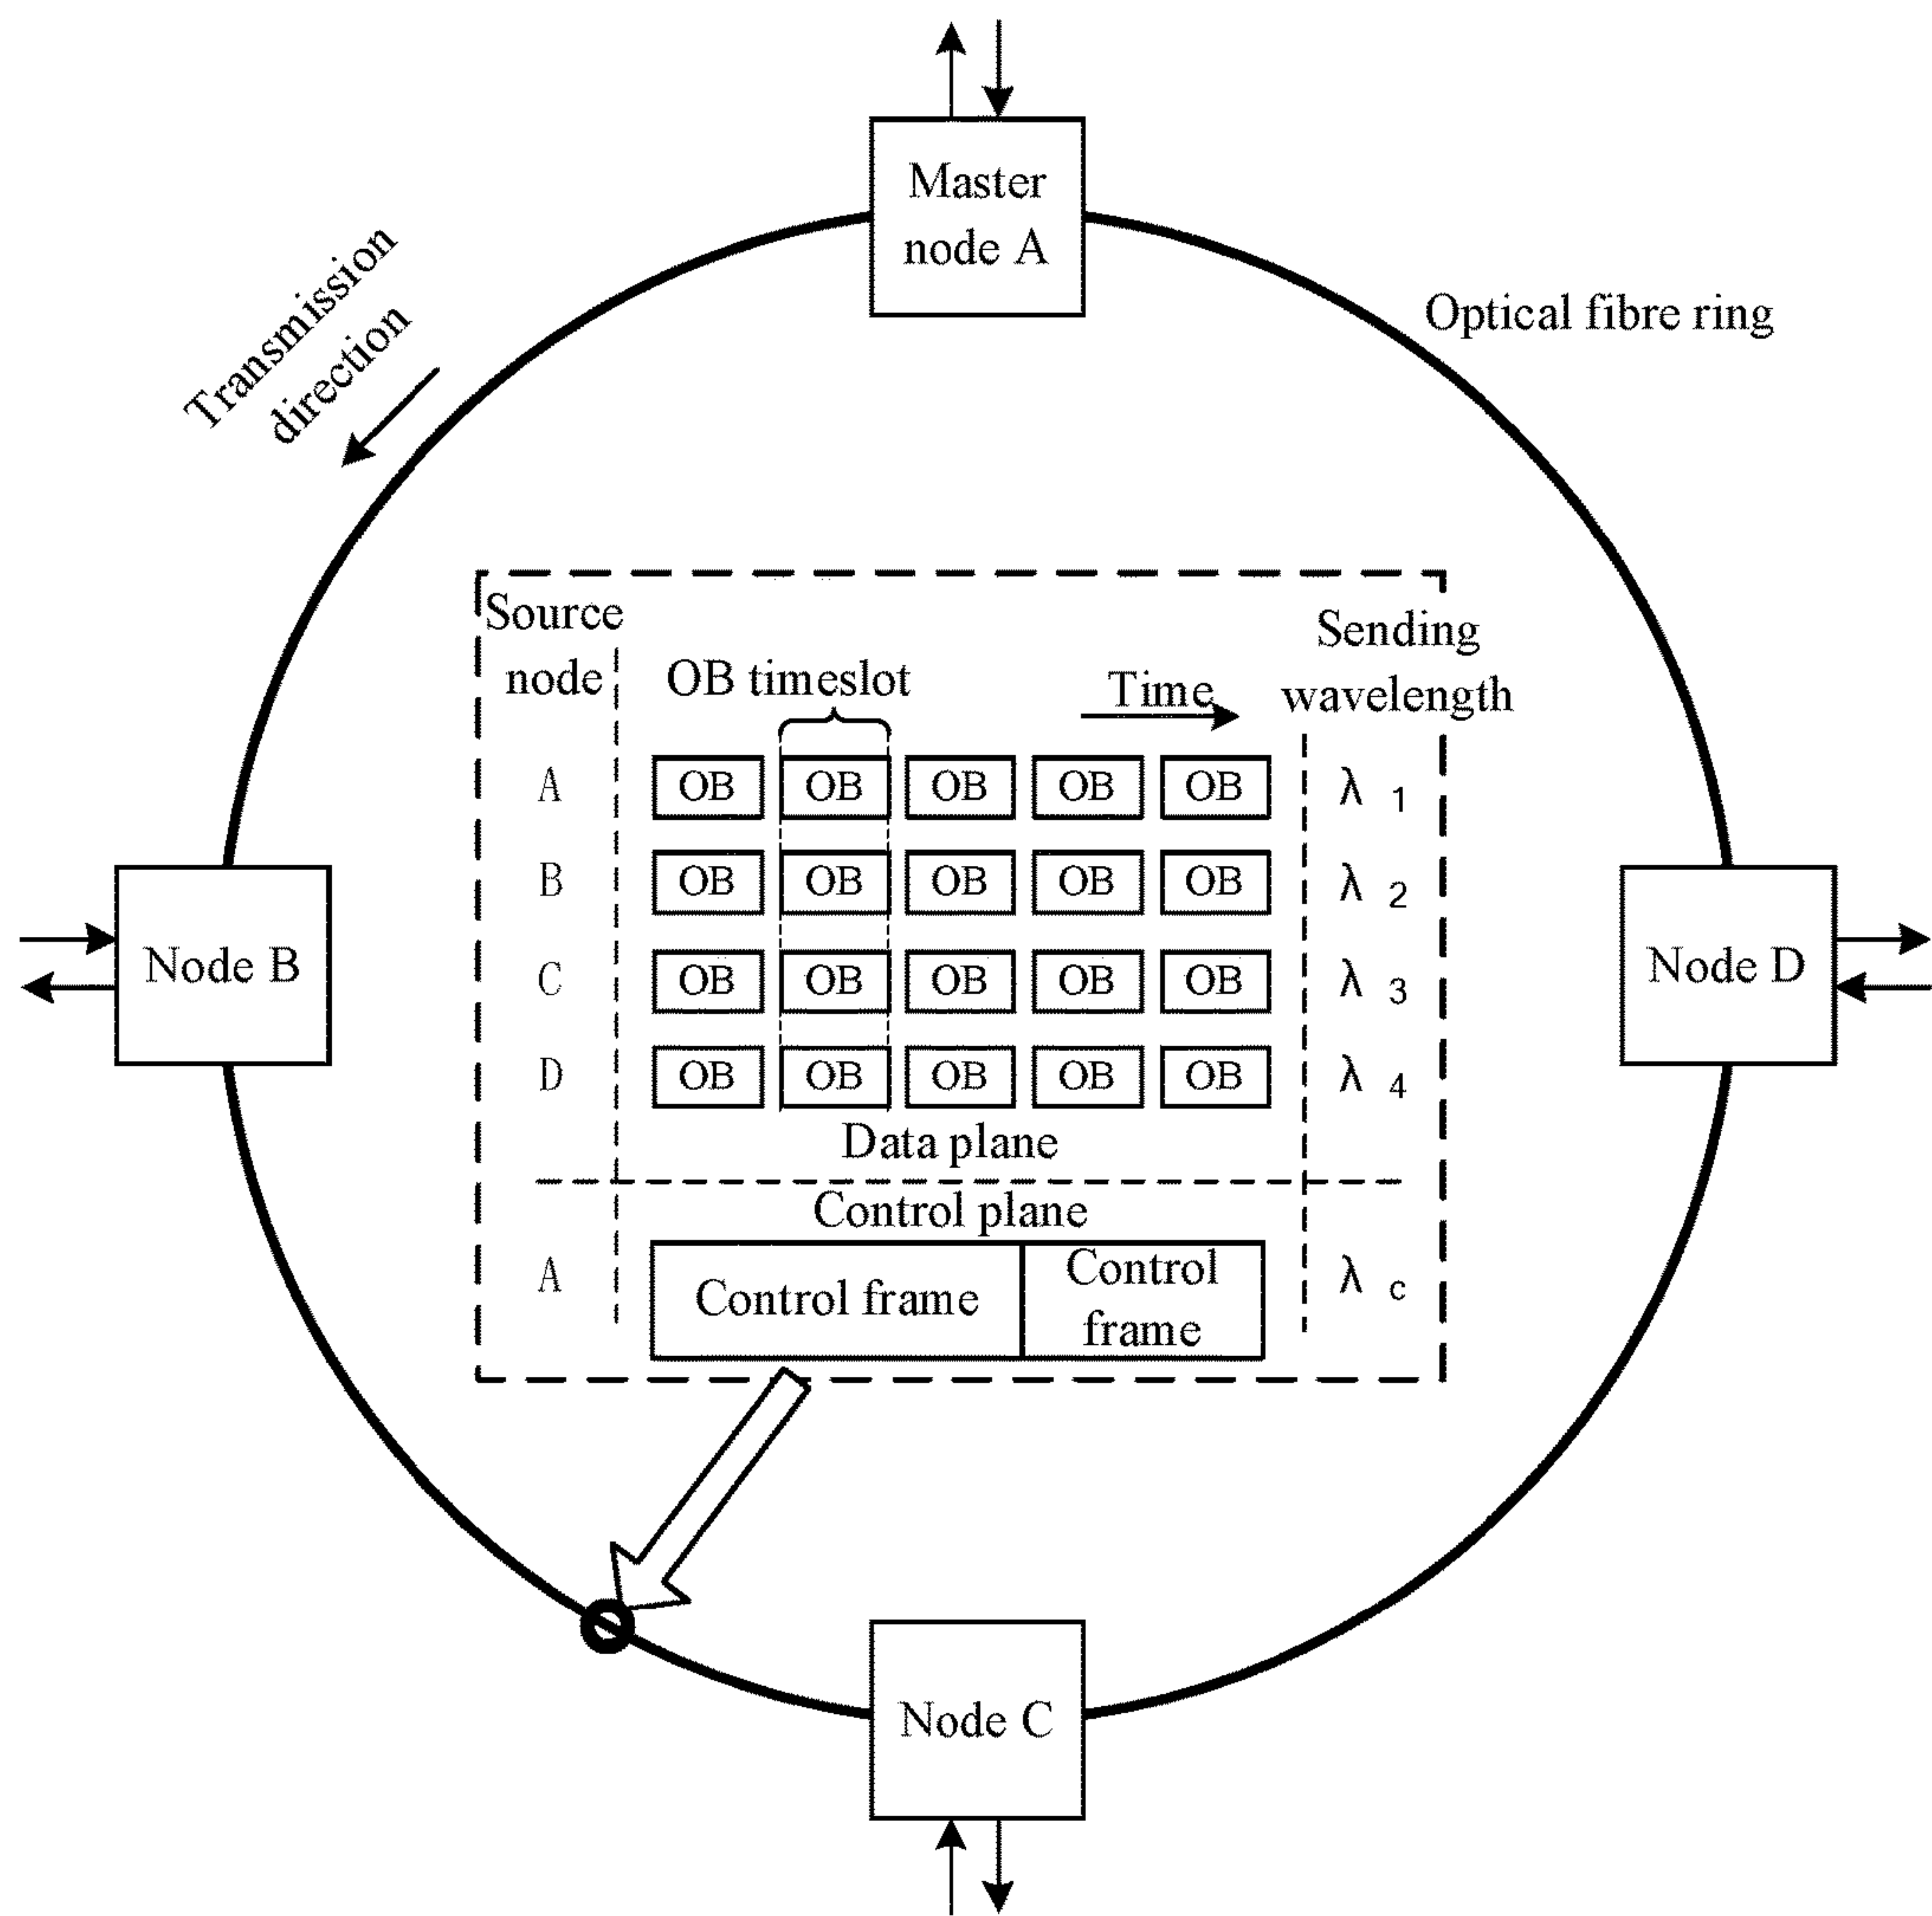 Master
node A
Optical fibre ring
Transmission
direction
Source
node
OB timeslot
Time
Sending
wavelength
A OB OB OB OB OB λ 1
B OB OB OB OB OB λ 2
C OB OB OB OB OB λ 3
D OB OB OB OB OB λ 4
Data plane
Control plane
A Control frame Control frame λ c
Node B
Node D
Node C